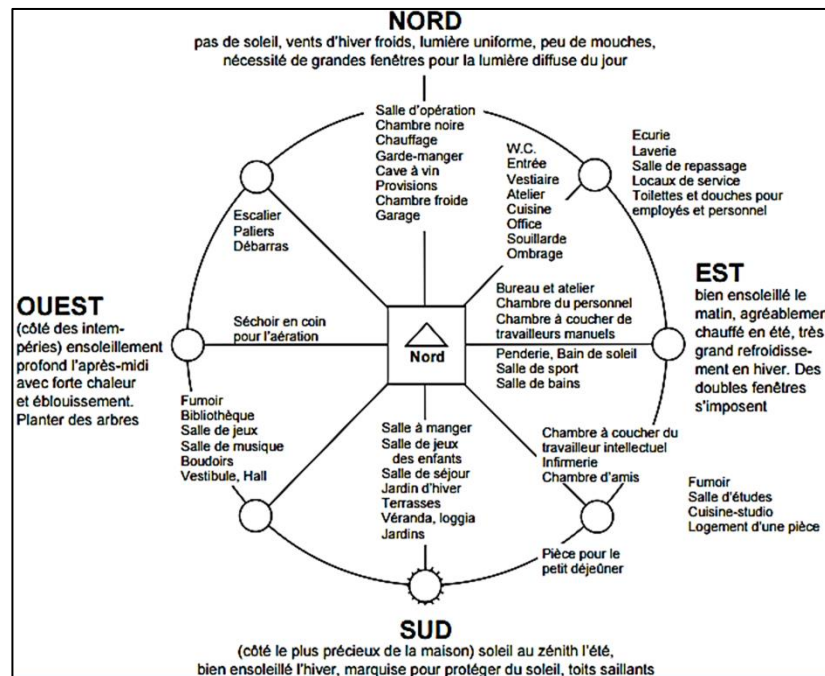 NORD
pas de soleil, vents d'hiver froids, lumière uniforme, peu de mouches,
nécessité de grandes fenêtres pour la lumière diffuse du jour
Salle d'opération
Chambre noire
Chauffage
Garde-manger
Cave à vin
Provisions
Chambre froide
Garage
W.C.
Entrée
Vestiaire
Atelier
Cuisine
Office
Souillarde
Ombrage
Ecurie
Laverie
Salle de repassage
Locaux de service
Toilettes et douches pour
employés et personnel
Escalier
Paliers
Débarras
OUEST
(côté des intem-
péries) ensoleillement
profond l'après-midi
avec forte chaleur
et éblouissement.
Planter des arbres
Séchoir en coin
pour l'aération
Nord
Bureau et atelier
Chambre du personnel
Chambre à coucher de
travailleurs manuels
Penderie, Bain de soleil
Salle de sport
Salle de bains
EST
bien ensoleillé le
matin, agréablemen
chauffé en été, très
grand refroidisse-
ment en hiver. Des
doubles fenêtres
s'imposent
Fumoir
Bibliothèque
Salle de jeux
Salle de musique
Boudoirs
Vestibule, Hall
Salle à manger
Salle de jeux
des enfants
Salle de séjour
Jardin d'hiver
Terrasses
Véranda, loggia
Jardins
Chambre à coucher du
travailleur intellectuel
Infirmerie
Chambre d'amis
Fumoir
Salle d'études
Cuisine-studio
Logement d'une pièce
Pièce pour le
petit déjeûner
SUD
(côté le plus précieux de la maison) soleil au zénith l'été,
bien ensoleillé l'hiver, marquise pour protéger du soleil, toits saillants